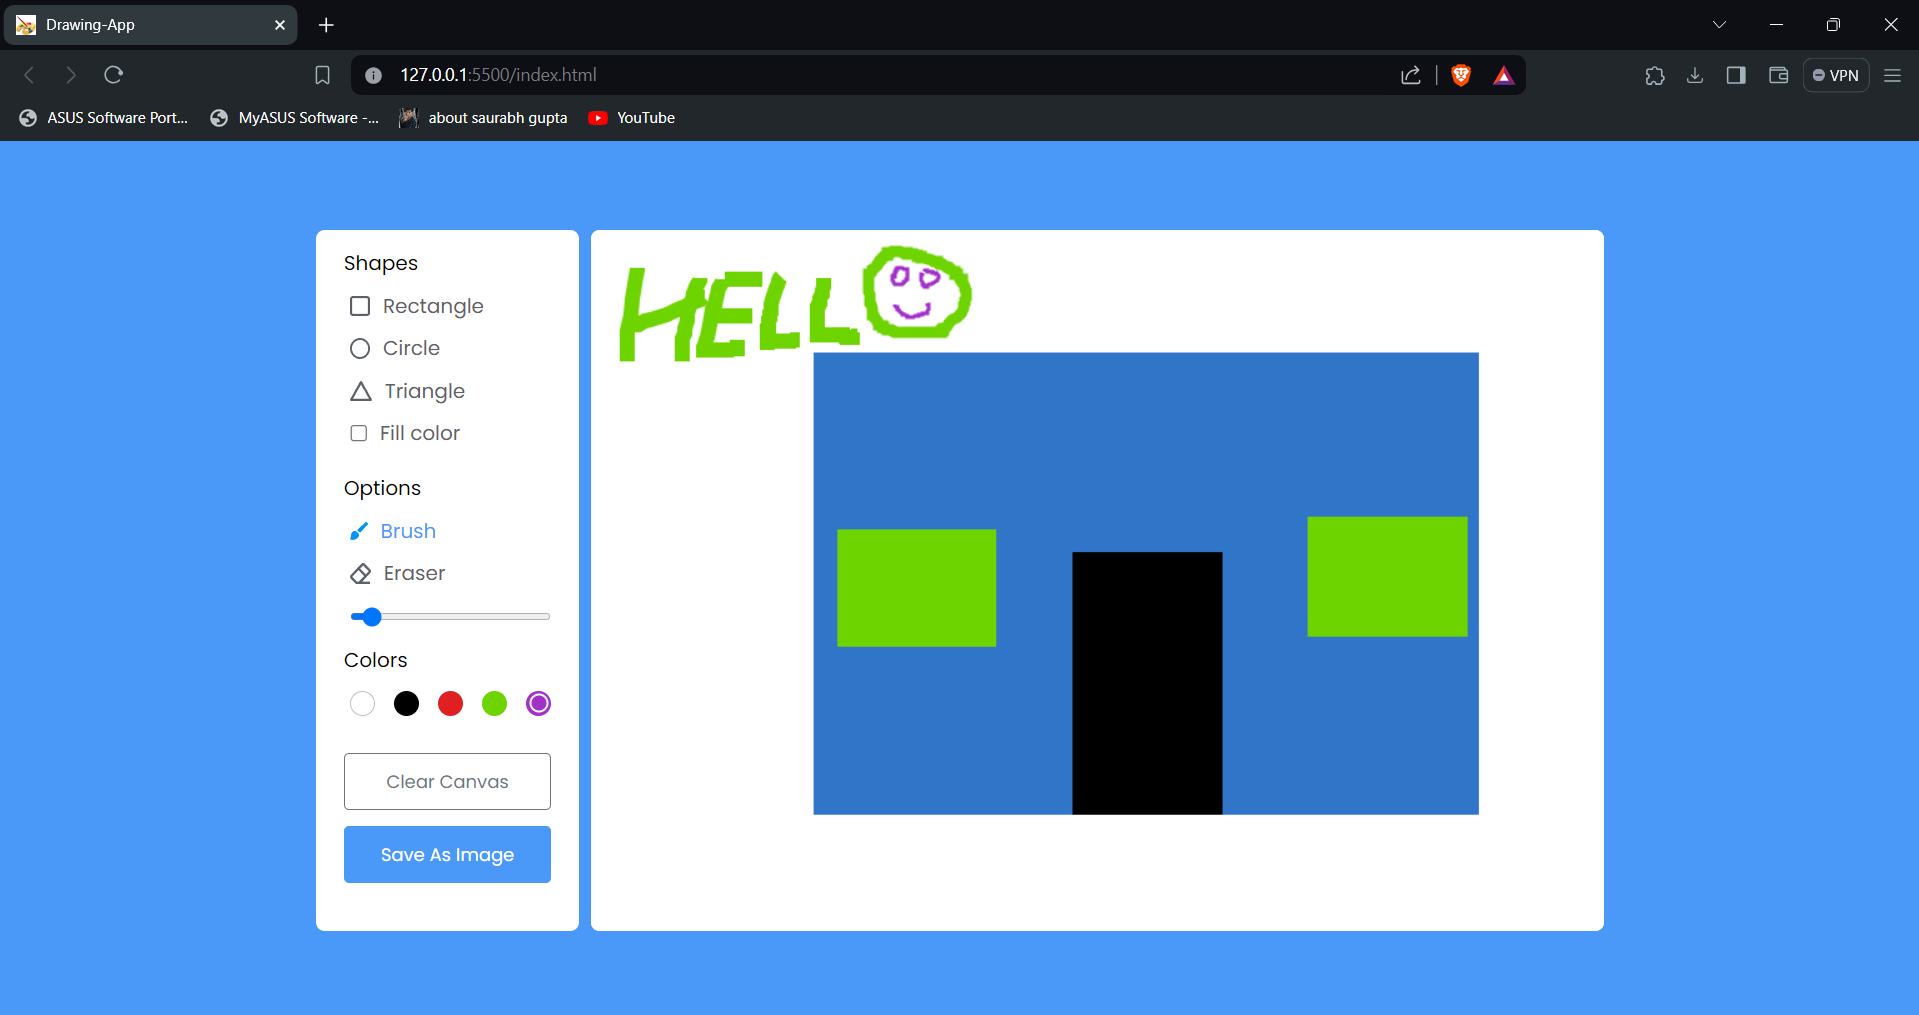 Drawing-App
127.0.0.1:5500/index.html
VPN
ASUS Software Port... MyASUS Software -... about saurabh gupta YouTube
Shapes
Rectangle
Circle
Triangle
Fill color
Options
Brush
Eraser
Colors
Clear Canvas
Save As Image
HELLO